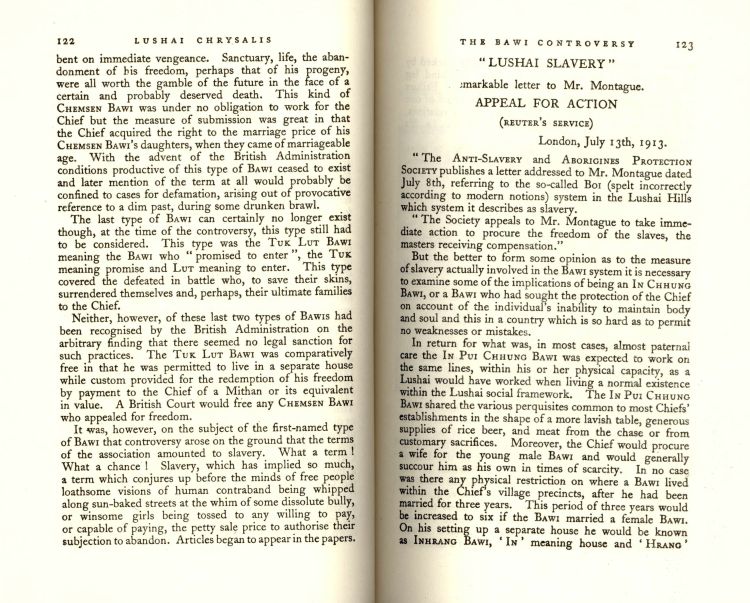 122 LUSHAI CHRYSALIS
bent on immediate vengeance. Sanctuary, life, the aban-
donment of his freedom, perhaps that of his progeny,
were all worth the gamble of the future in the face of a
certain and probably deserved death. This kind of
CHEMSEN BAWI was under no obligation to work for the
Chief but the measure of submission was great in that
the Chief acquired the right to the marriage price of his
CHEMSEN BAWI'S daughters, when they came of marriageable
age. With the advent of the British Administration
conditions productive of this type of BAWI ceased to exist
and later mention of the term at all would probably be
confined to cases for defamation, arising out of provocative
reference to a dim past, during some drunken brawl.
The last type of BAWI can certainly no longer exist
though, at the time of the controversy, this type still had
to be considered. This type was the TUK LUT BAWI
meaning the BAWI who " promised to enter ", the TUK
meaning promise and LUT meaning to enter. This type
covered the defeated in battle who, to save their skins,
surrendered themselves and, perhaps, their ultimate families
to the Chief.
Neither, however, of these last two types of BAWIS had
been recognised by the British Administration on the
arbitrary finding that there seemed no legal sanction for
such practices. The TUK LUT BAWI was comparatively
free in that he was permitted to live in a separate house
while custom provided for the redemption of his freedom
by payment to the Chief of a Mithan or its equivalent
in value. A British Court would free any CHEMSEN BAWI
who appealed for freedom.
It was, however, on the subject of the first-named type
of BAWI that controversy arose on the ground that the terms
of the association amounted to slavery. What a term !
What a chance ! Slavery, which has implied so much,
a term which conjures up before the minds of free people
loathsome visions of human contraband being whipped
along sun-baked streets at the whim of some dissolute bully,
or winsome girls being tossed to any willing to pay,
or capable of paying, the petty sale price to authorise their
subjection to abandon. Articles began to appear in the papers.
THE BAWI CONTROVERSY 123
" LUSHAI SLAVERY "
:markable letter to Mr. Montague.
APPEAL FOR ACTION
(REUTER'S SERVICE)
London, July 13th, 1913.
" The ANTI-SLAVERY and ABORIGINES PROTECTION
SOCIETY publishes a letter addressed to Mr. Montague dated
July 8th, referring to the so-called BOI (spelt incorrectly
according to modern notions) system in the Lushai Hills
which system it describes as slavery.
" The Society appeals to Mr. Montague to take imme-
diate action to procure the freedom of the slaves, the
masters receiving compensation."
But the better to form some opinion as to the measure
of slavery actually involved in the BAWI system it is necessary
to examine some of the implications of being an IN CHHUNG
BAWI, or a BAWI who had sought the protection of the Chief
on account of the individual's inability to maintain body
and soul and this in a country which is so hard as to permit
no weaknesses or mistakes.
In return for what was, in most cases, almost paternal
care the IN PUI CHHUNG BAWI was expected to work on
the same lines, within his or her physical capacity, as a
Lushai would have worked when living a normal existence
within the Lushai social framework. The IN PUI CHHUNG
BAWI shared the various perquisites common to most Chiefs'
establishments in the shape of a more lavish table, generous
supplies of rice beer, and meat from the chase or from
customary sacrifices. Moreover, the Chief would procure
a wife for the young male BAWI and would generally
succour him as his own in times of scarcity. In no case
was there any physical restriction on where a BAWI lived
within the Chief's village precincts, after he had been
married for three years. This period of three years would
be increased to six if the BAWI married a female BAWI.
On his setting up a separate house he would be known
as INHRANG BAWI, ' IN ' meaning house and ' HRANG '